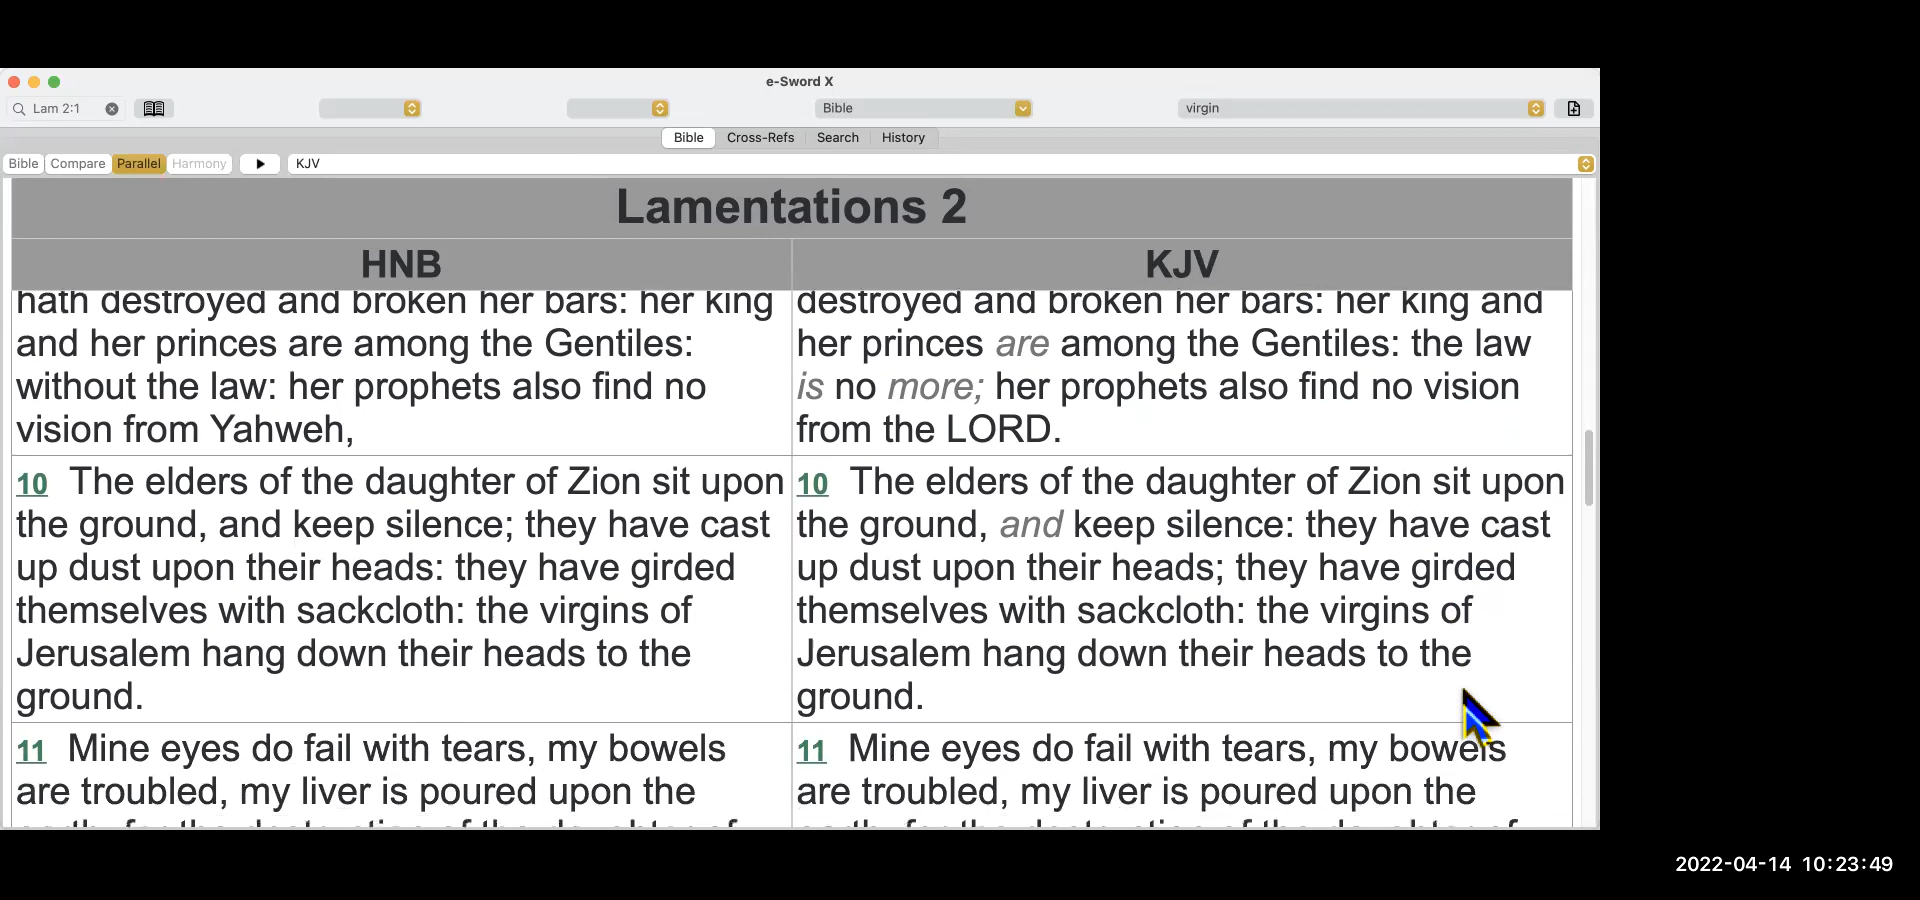 e-Sword X
Lam 2:1
Bible
virgin
Bible Cross-Refs Search History
Bible Compare Parallel Harmony KJV
Lamentations 2
HNB
hath destroyed and broken her bars: her king
and her princes are among the Gentiles:
without the law: her prophets also find no
vision from Yahweh,
10 The elders of the daughter of Zion sit upon
the ground, and keep silence; they have cast
up dust upon their heads: they have girded
themselves with sackcloth: the virgins of
Jerusalem hang down their heads to the
ground.
11 Mine eyes do fail with tears, my bowels
are troubled, my liver is poured upon the
KJV
destroyed and broken her bars: her king and
her princes are among the Gentiles: the law
is no more; her prophets also find no vision
from the LORD.
10 The elders of the daughter of Zion sit upon
the ground, and keep silence: they have cast
up dust upon their heads; they have girded
themselves with sackcloth: the virgins of
Jerusalem hang down their heads to the
ground.
11 Mine eyes do fail with tears, my bowels
are troubled, my liver is poured upon the
2022-04-14 10:23:49